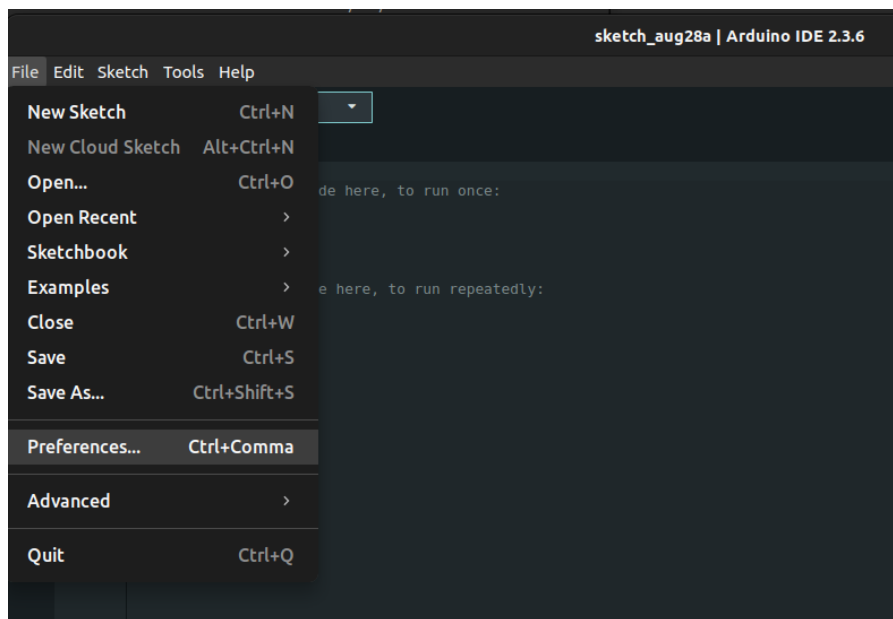 sketch_aug28a | Arduino IDE 2.3.6
File Edit Sketch Tools Help
New Sketch Ctrl+N
New Cloud Sketch Alt+Ctrl+N
Open... Ctrl+O
de here, to run once:
Open Recent
Sketchbook
Examples
e here, to run repeatedly:
Close Ctrl+W
Save Ctrl+S
Save As... Ctrl+Shift+S
Preferences... Ctrl+Comma
Advanced
Quit Ctrl+Q